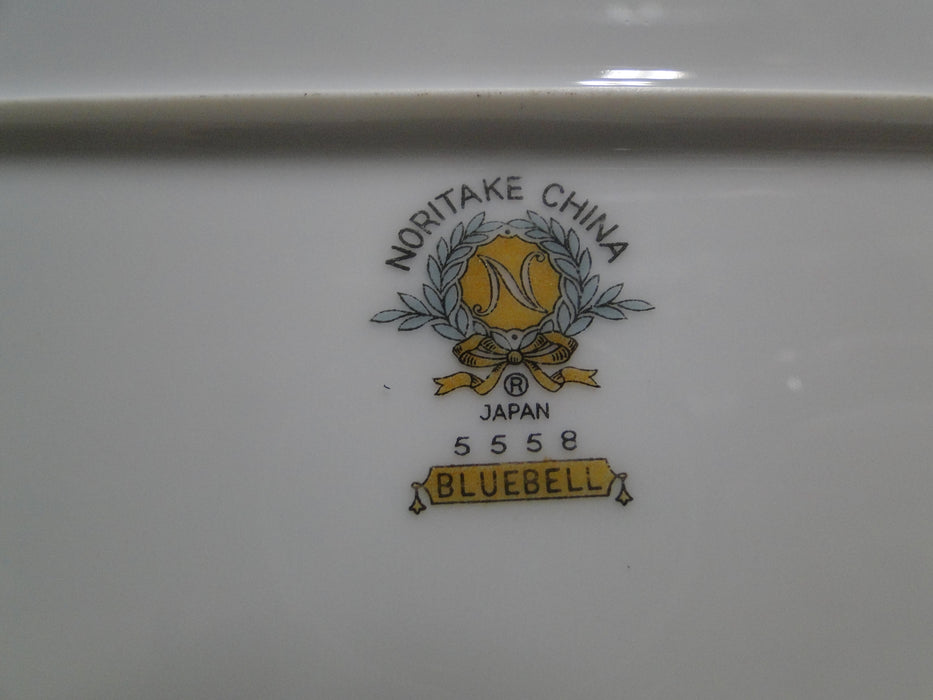 NORITAKE CHINA
N
®
JAPAN
5558
BLUEBELL